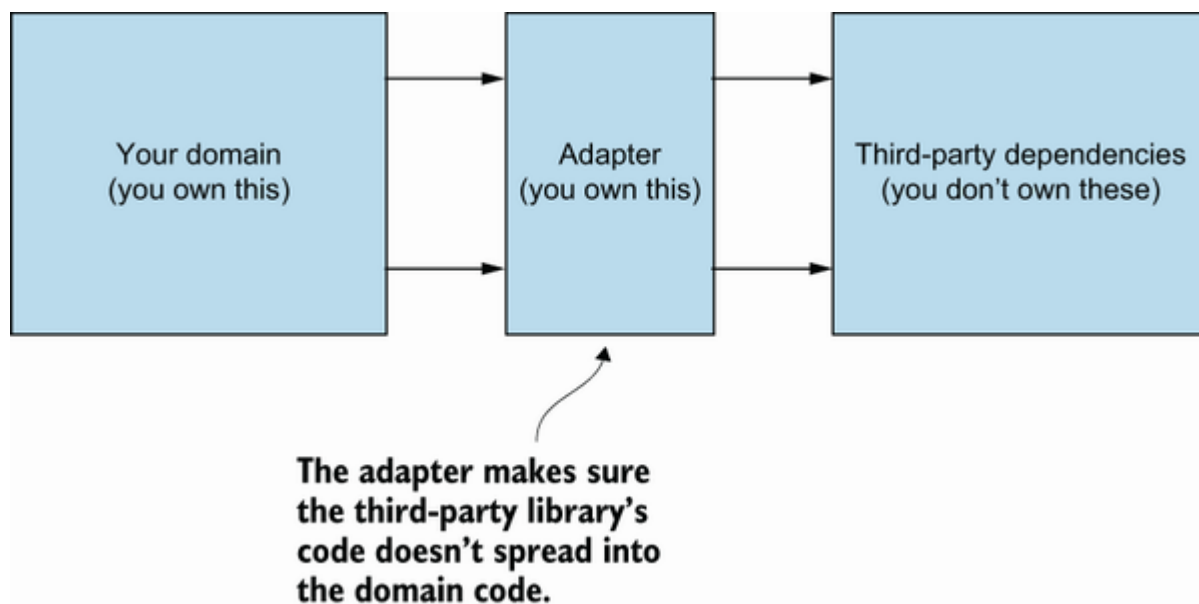 Your domain
(you own this)
Adapter
(you own this)
Third-party dependencies
(you don’t own these)
The adapter makes sure
the third-party library’s
code doesn’t spread into
the domain code.